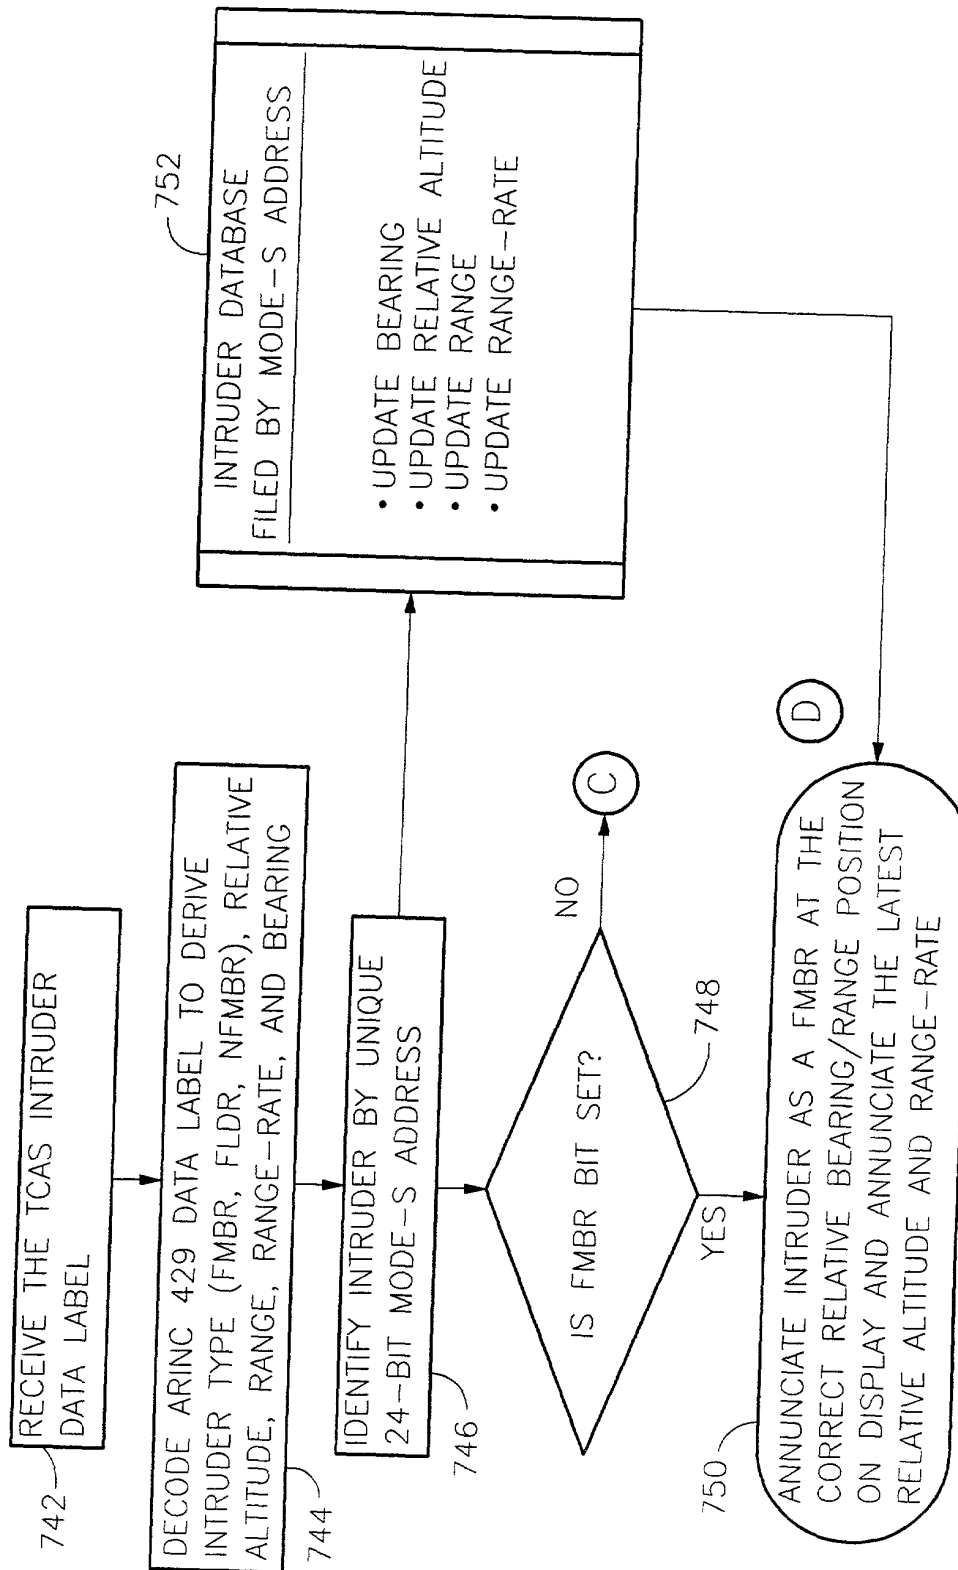 RECEIVE THE TCAS INTRUDER
DATA LABEL
742
DECODE ARINC 429 DATA LABEL TO DERIVE
INTRUDER TYPE (FMBR, FLDR, NFMBR), RELATIVE
ALTITUDE, RANGE, RANGE-RATE, AND BEARING
744
IDENTIFY INTRUDER BY UNIQUE
24-BIT MODE-S ADDRESS
746
752
INTRUDER DATABASE
FILED BY MODE-S ADDRESS
• UPDATE BEARING
• UPDATE RELATIVE ALTITUDE
• UPDATE RANGE
• UPDATE RANGE-RATE
IS FMBR BIT SET?
748
NO
C
YES
D
ANNUNCIATE INTRUDER AS A FMBR AT THE
CORRECT RELATIVE BEARING/RANGE POSITION
ON DISPLAY AND ANNUNCIATE THE LATEST
RELATIVE ALTITUDE AND RANGE-RATE
750